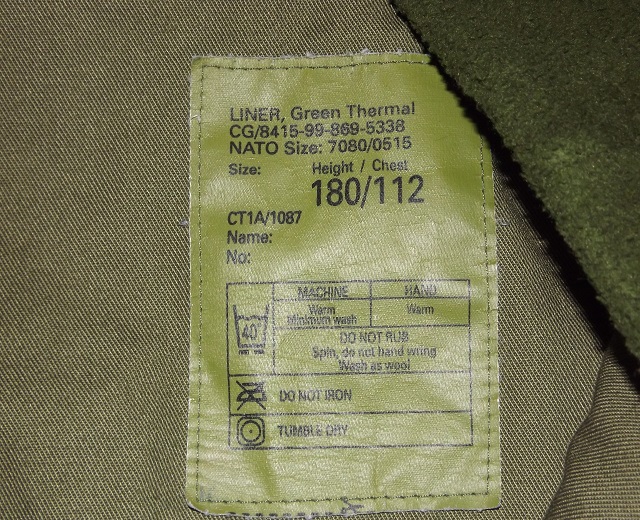 LINER, Green Thermal
CG/8415-99-869-5338
NATO Size: 7080/0515
Size: Height / Chest
180/112
CT1A/1087
Name:
No:
MACHINE HAND
Warm Warm
Minimum wash
40°
DO NOT RUB
Spin, do not hand wring
Wash as wool
DO NOT IRON
TUMBLE DRY